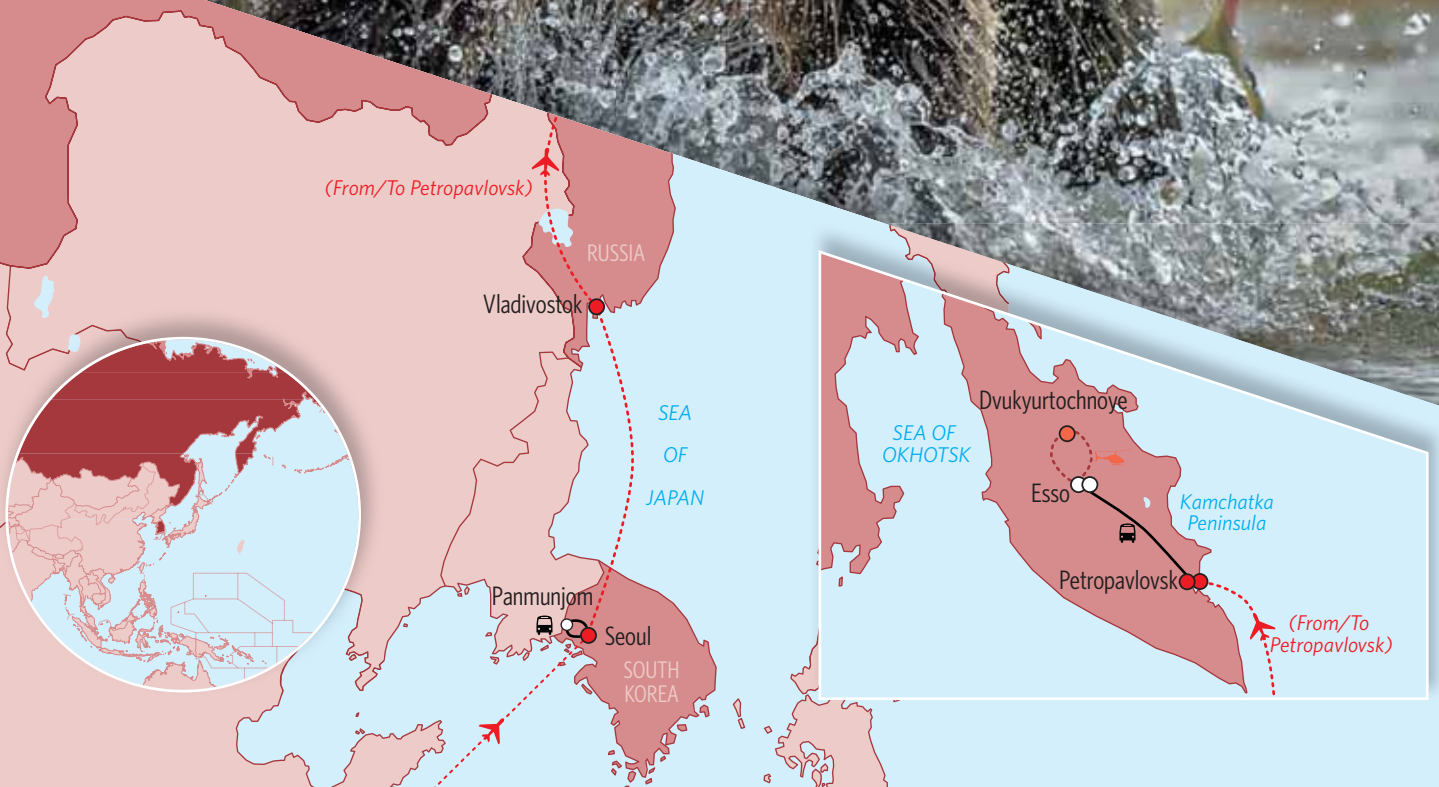 (From/To Petropavlovsk)
RUSSIA
Vladivostok
SEA
OF
JAPAN
Panmunjom
Seoul
SOUTH
KOREA
Dvukyurtochnoye
SEA OF
OKHOTSK
Esso
Kamchatka
Peninsula
Petropavlovsk
(From/To
Petropavlovsk)